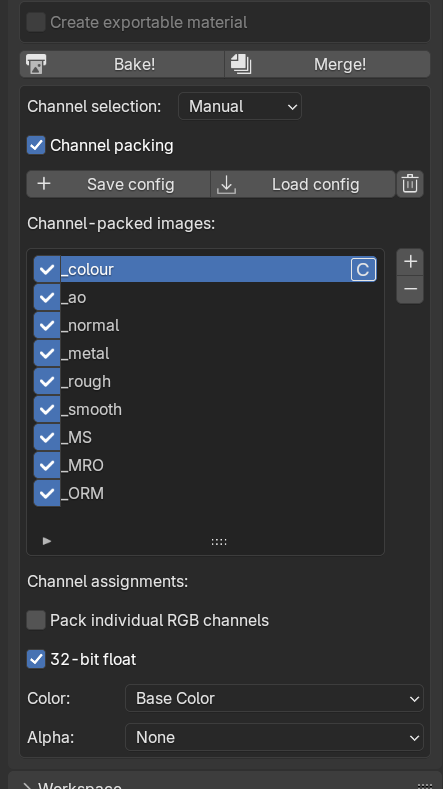 Create exportable material
Bake! Merge!
Channel selection: Manual
Channel packing
Save config Load config
Channel-packed images:
_colour C
_ao
_normal
_metal
_rough
_smooth
_MS
_MRO
_ORM
Channel assignments:
Pack individual RGB channels
32-bit float
Color: Base Color
Alpha: None
Workspace